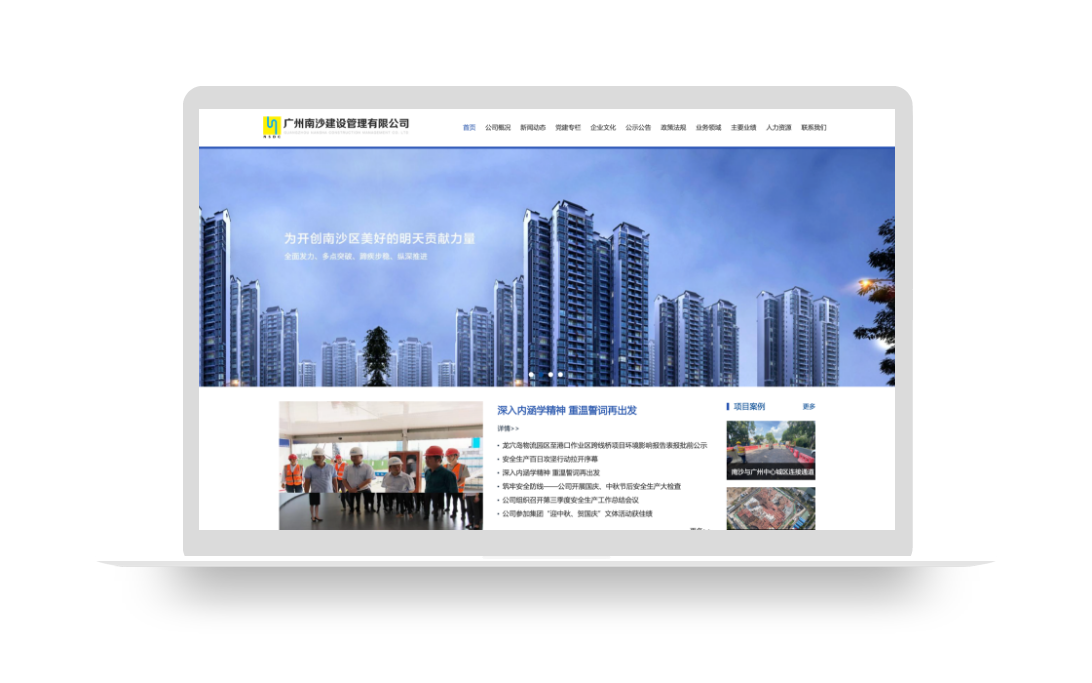 广州南沙建设管理有限公司
首页 公司概况 新闻动态 党建专栏 企业文化 公示公告 政策法规 业务领域 主要业绩 人力资源 联系我们
为开创南沙区美好的明天贡献力量
全面发力、多点突破、蹄疾步稳、纵深推进
深入内涵学精神 重温誓词再出发
详情>>
• 龙穴岛物流园区至港口作业区跨线桥项目环境影响报告表报批前公示
• 安全生产百日攻坚行动拉开序幕
• 深入内涵学精神 重温誓词再出发
• 筑牢安全防线——公司开展国庆、中秋节后安全生产大检查
• 公司组织召开第三季度安全生产工作总结会议
• 公司参加集团“迎中秋、贺国庆”文体活动获佳绩
项目案例 更多
南沙与广州中心城区连接通道